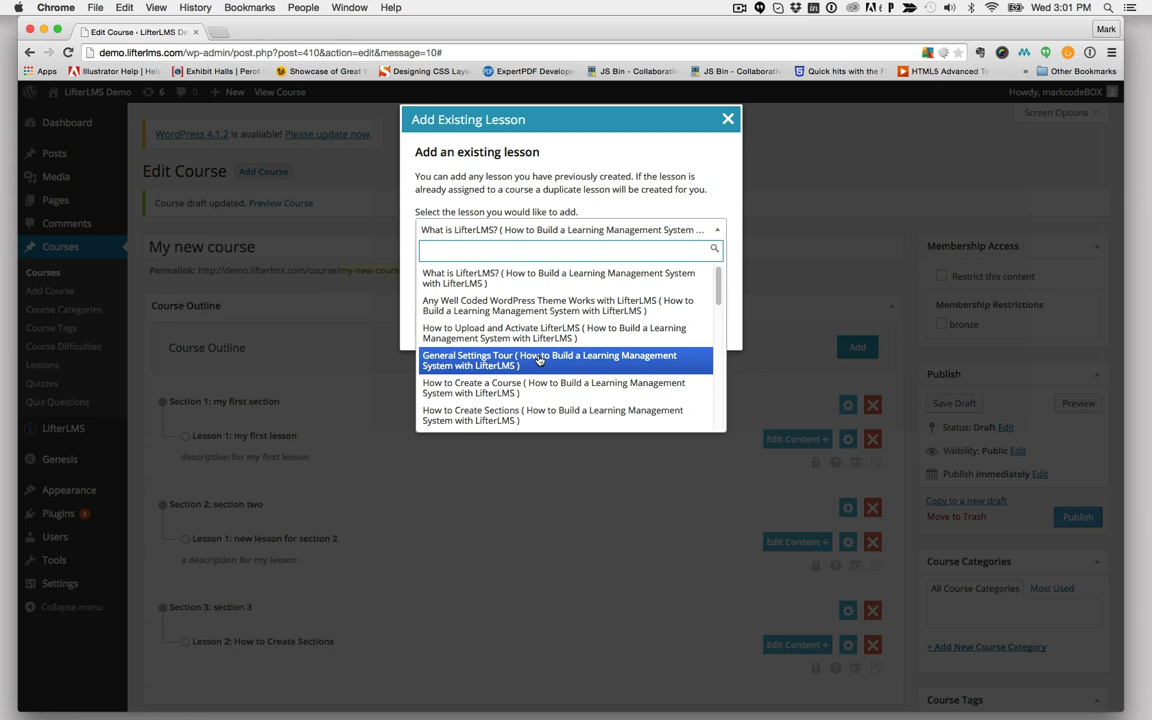 Chrome File Edit View History Bookmarks People Window Help Wed 3:01 PM
Edit Course ‹ LifterLMS De Mark
demo.lifterlms.com/wp-admin/post.php?post=410&action=edit&message=10#
Apps Illustrator Help | Hel Exhibit Halls | Perot Showcase of Great W Designing CSS Layo ExpertPDF Develope JS Bin - Collaborativ JS Bin - Collaborativ Quick hits with the F HTML5 Advanced To » Other Bookmarks
LifterLMS Demo 6 0 New View Course Howdy, markcodeBOX
Screen Options
Dashboard
Posts
Media
Pages
Comments
Courses
Courses
Add Course
Course Categories
Course Tags
Course Difficulties
Lessons
Quizzes
Quiz Questions
LifterLMS
Genesis
Appearance
Plugins 3
Users
Tools
Settings
Collapse menu
WordPress 4.1.2 is available! Please update now.
Edit Course Add Course
Course draft updated. Preview Course
My new course
Permalink: http://demo.lifterlms.com/course/my-new-cours
Course Outline
Course Outline Add
Section 1: my first section
Lesson 1: my first lesson Edit Content +
description for my first lesson
Section 2: section two
Lesson 1: new lesson for section 2 Edit Content +
a description for my lesson
Section 3: section 3
Lesson 2: How to Create Sections Edit Content +
Add Existing Lesson
Add an existing lesson
You can add any lesson you have previously created. If the lesson is
already assigned to a course a duplicate lesson will be created for you.
Select the lesson you would like to add.
What is LifterLMS? ( How to Build a Learning Management System ...
What is LifterLMS? ( How to Build a Learning Management System
with LifterLMS )
Any Well Coded WordPress Theme Works with LifterLMS ( How to
Build a Learning Management System with LifterLMS )
How to Upload and Activate LifterLMS ( How to Build a Learning
Management System with LifterLMS )
General Settings Tour ( How to Build a Learning Management
System with LifterLMS )
How to Create a Course ( How to Build a Learning Management
System with LifterLMS )
How to Create Sections ( How to Build a Learning Management
System with LifterLMS )
Membership Access
Restrict this content
Membership Restrictions
bronze
Publish
Save Draft Preview
Status: Draft Edit
Visibility: Public Edit
Publish immediately Edit
Copy to a new draft
Move to Trash Publish
Course Categories
All Course Categories Most Used
+ Add New Course Category
Course Tags